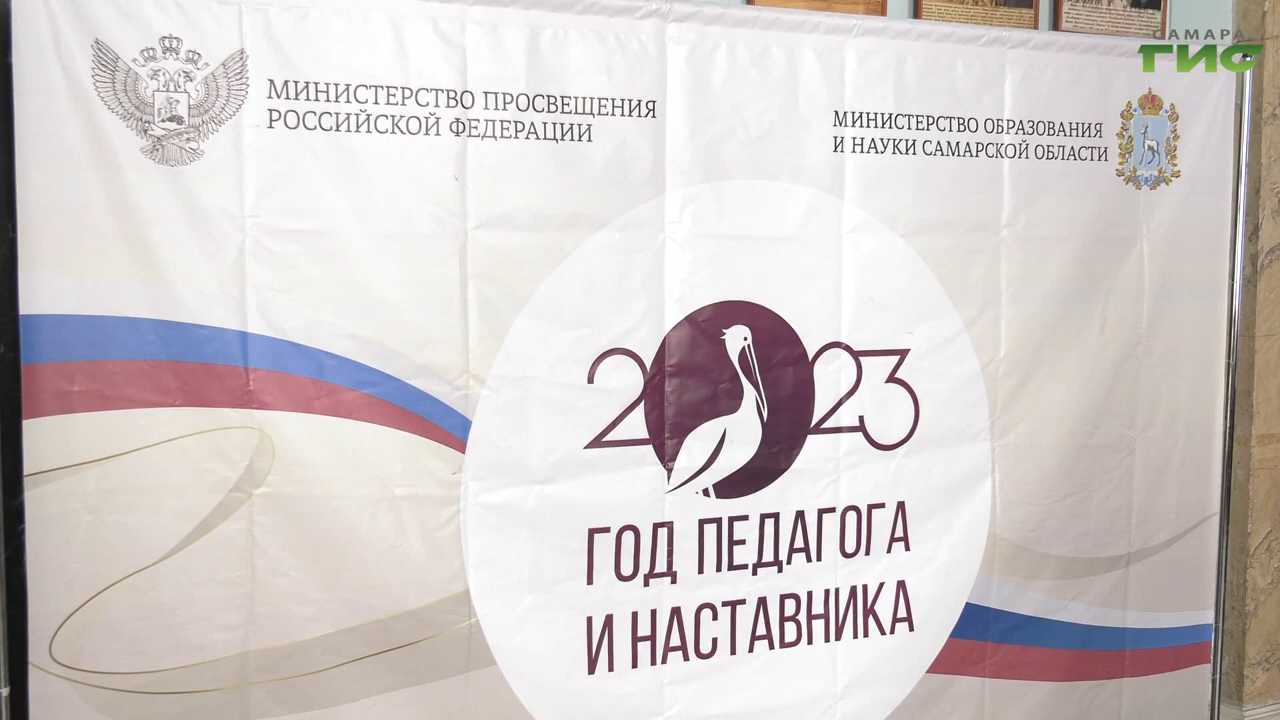 САМАРА
ГИС
МИНИСТЕРСТВО ПРОСВЕЩЕНИЯ
РОССИЙСКОЙ ФЕДЕРАЦИИ
МИНИСТЕРСТВО ОБРАЗОВАНИЯ
И НАУКИ САМАРСКОЙ ОБЛАСТИ
2023
ГОД ПЕДАГОГА
И НАСТАВНИКА